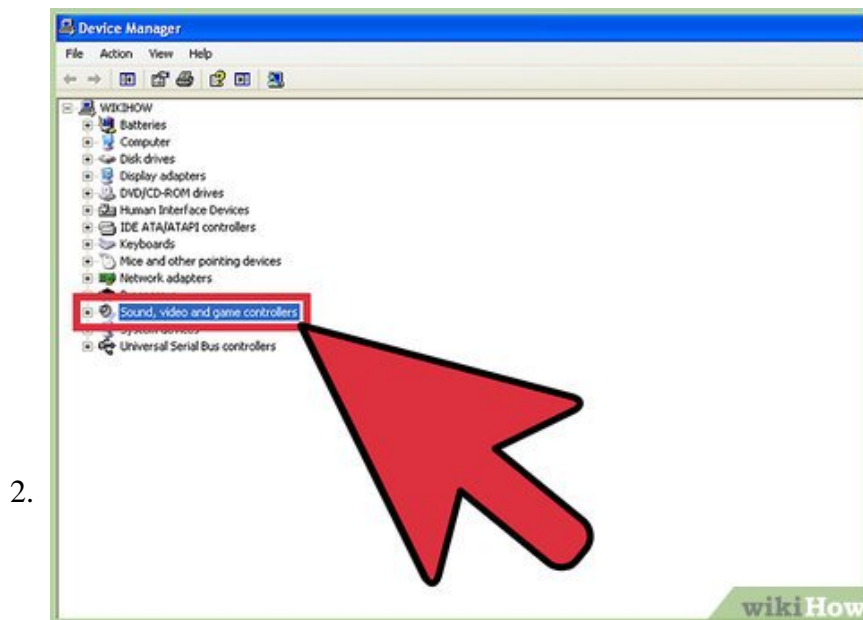 Device Manager
File Action View Help
WIKIHOW
Batteries
Computer
Disk drives
Display adapters
DVD/CD-ROM drives
Human Interface Devices
IDE ATA/ATAPI controllers
Keyboards
Mice and other pointing devices
Network adapters
Sound, video and game controllers
System devices
Universal Serial Bus controllers
2.
wikiHow